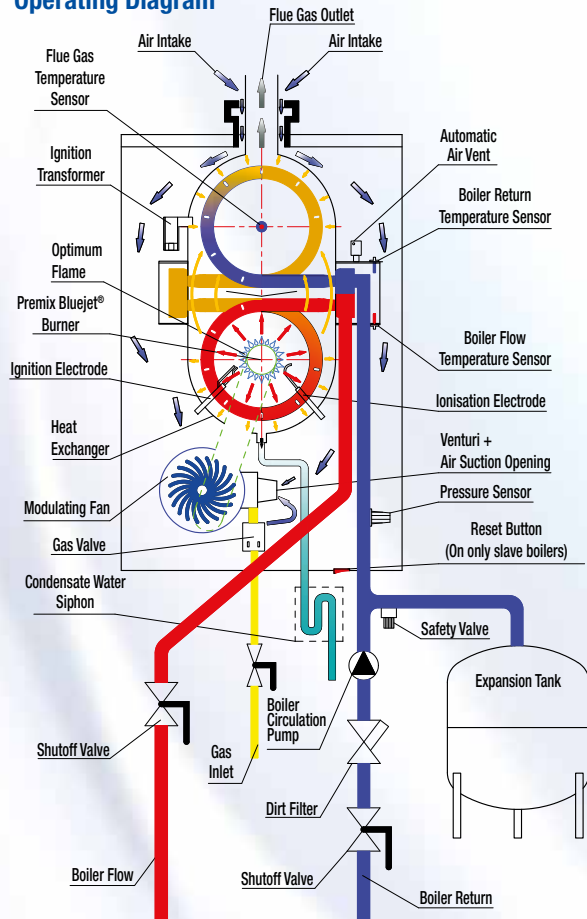 Operating Diagram
Flue Gas Outlet
Air Intake
Air Intake
Flue Gas
Temperature
Sensor
Automatic
Air Vent
Ignition
Transformer
Boiler Return
Temperature Sensor
Optimum
Flame
Premix Bluejet®
Burner
Boiler Flow
Temperature Sensor
Ignition Electrode
Ionisation Electrode
Heat
Exchanger
Venturi +
Air Suction Opening
Modulating Fan
Pressure Sensor
Gas Valve
Reset Button
(On only slave boilers)
Condensate Water
Siphon
Safety Valve
Expansion Tank
Boiler
Circulation
Pump
Shutoff Valve
Gas
Inlet
Dirt Filter
Boiler Flow
Shutoff Valve
Boiler Return